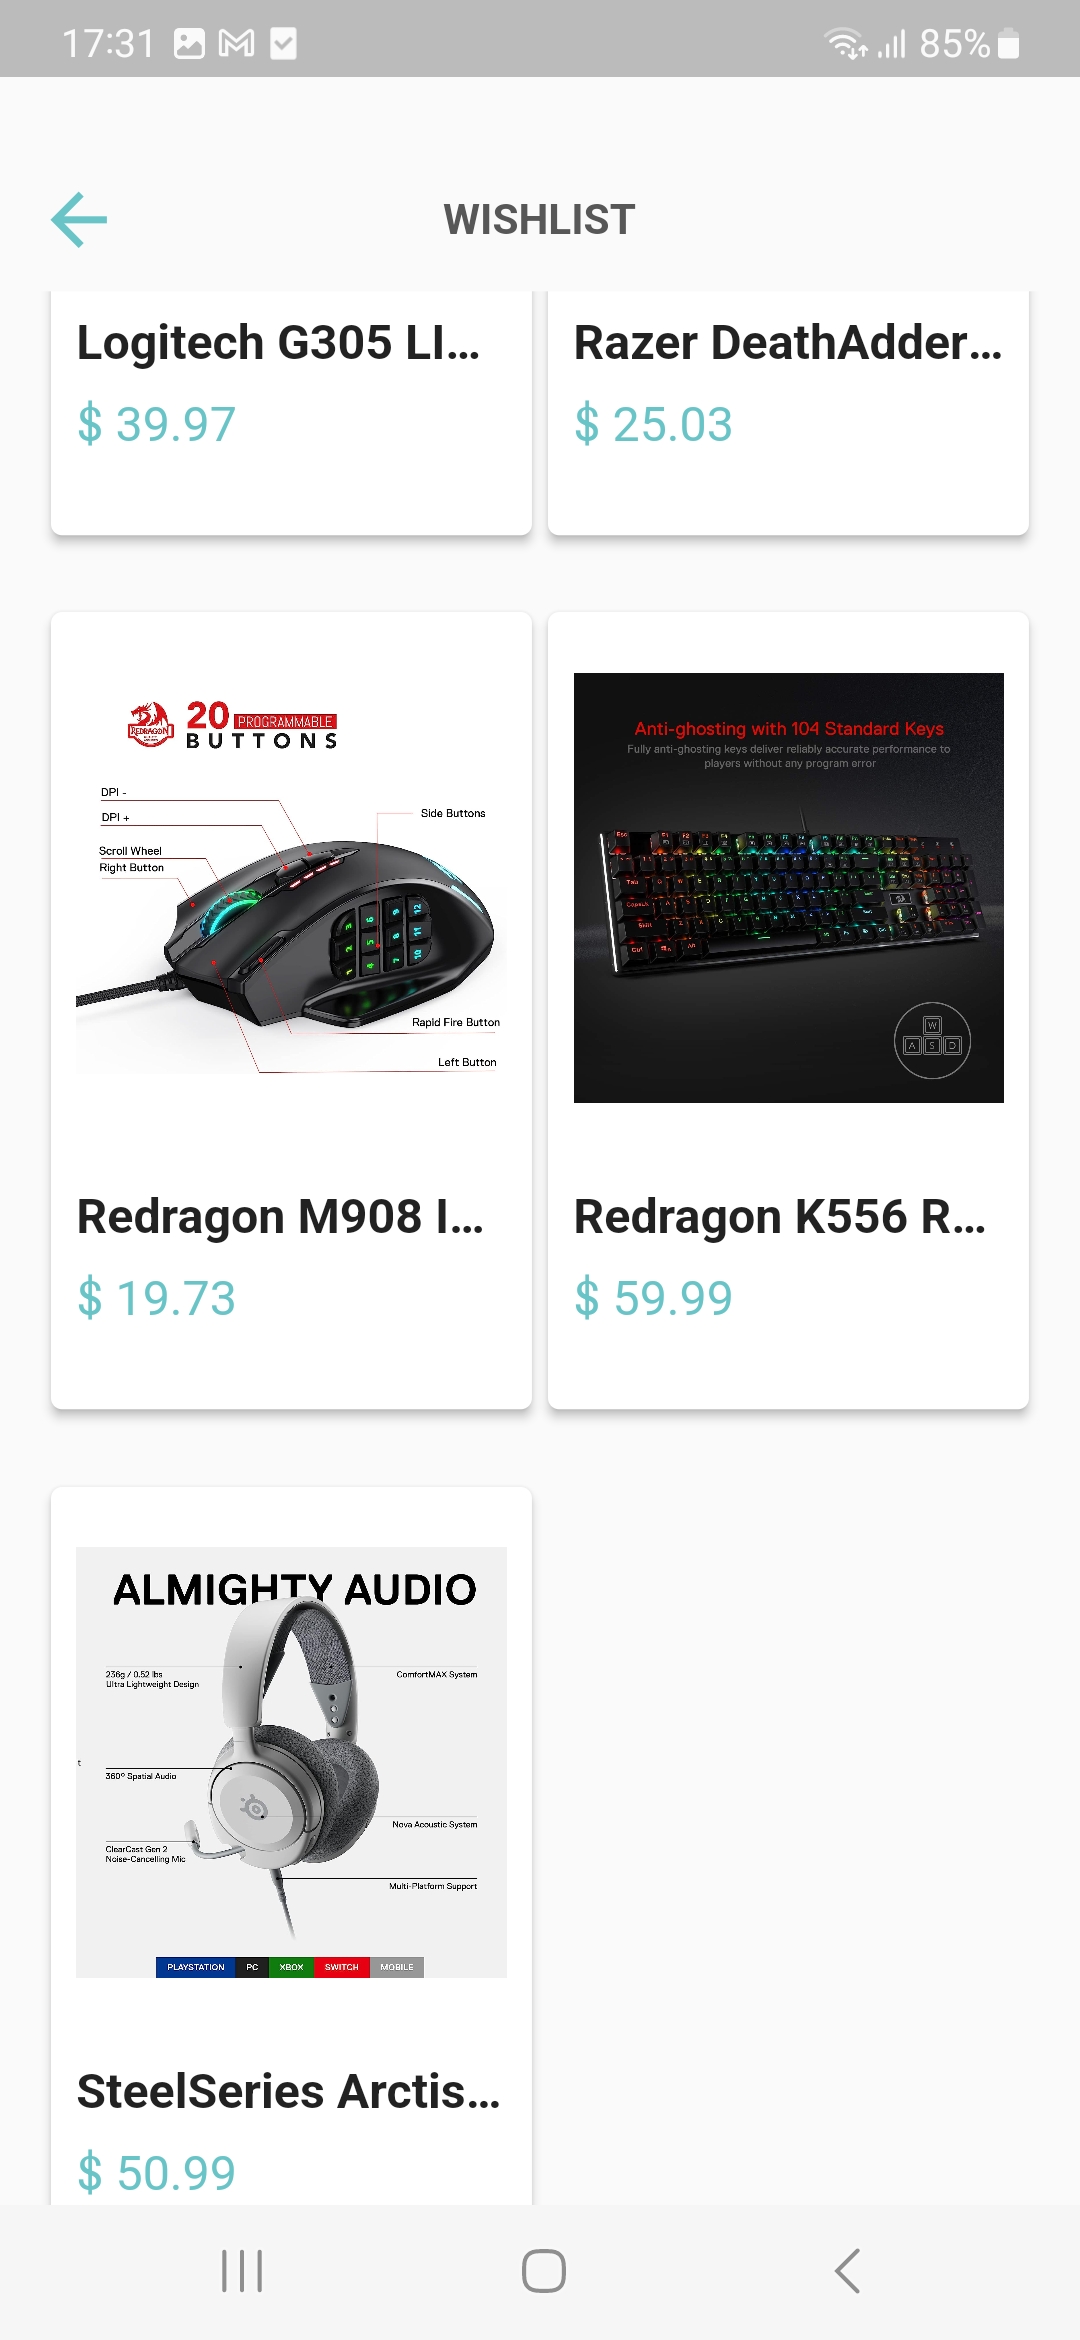 17:31
85%
WISHLIST
Logitech G305 LI...
$ 39.97
Razer DeathAdder...
$ 25.03
REDRAGON
20 PROGRAMMABLE
BUTTONS
DPI -
DPI +
Scroll Wheel
Right Button
Side Buttons
Rapid Fire Button
Left Button
Redragon M908 I...
$ 19.73
Anti-ghosting with 104 Standard Keys
Fully anti-ghosting keys deliver reliably accurate performance to
players without any program error
W
A S D
Redragon K556 R...
$ 59.99
ALMIGHTY AUDIO
236g / 0.52 lbs
Ultra Lightweight Design
ComfortMAX System
t
360° Spatial Audio
Nova Acoustic System
ClearCast Gen 2
Noise-Cancelling Mic
Multi-Platform Support
PLAYSTATION PC XBOX SWITCH MOBILE
SteelSeries Arctis...
$ 50.99